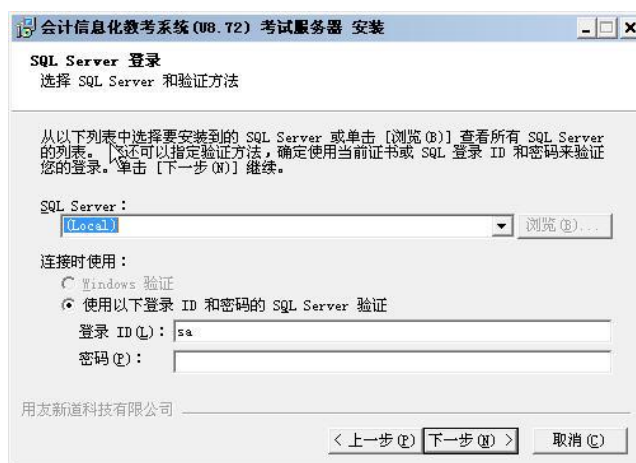 会计信息化教考系统(U8.72) 考试服务器 安装
SQL Server 登录
选择 SQL Server 和验证方法
从以下列表中选择要安装到的 SQL Server 或单击 [浏览(B)] 查看所有 SQL Server
的列表。 您还可以指定验证方法，确定使用当前证书或 SQL 登录 ID 和密码来验证
您的登录。单击 [下一步(N)] 继续。
SQL Server：
(Local)
浏览(B)...
连接时使用：
Windows 验证
使用以下登录 ID 和密码的 SQL Server 验证
登录 ID(L)：
sa
密码(P)：
用友新道科技有限公司
< 上一步(P)
下一步(N) >
取消(C)